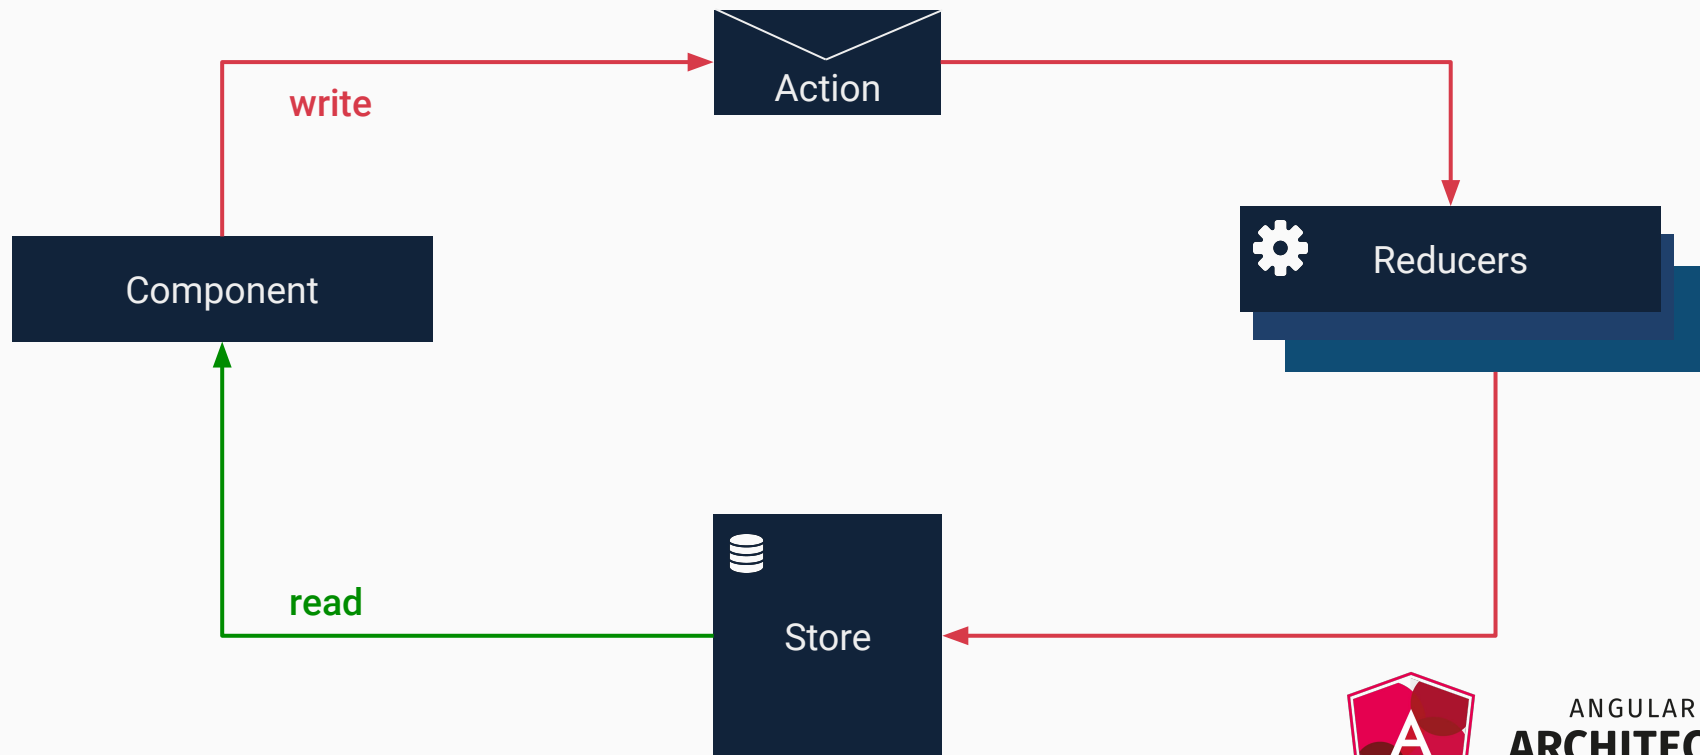 Action
write
Reducers
Component
read
Store
ANGULAR